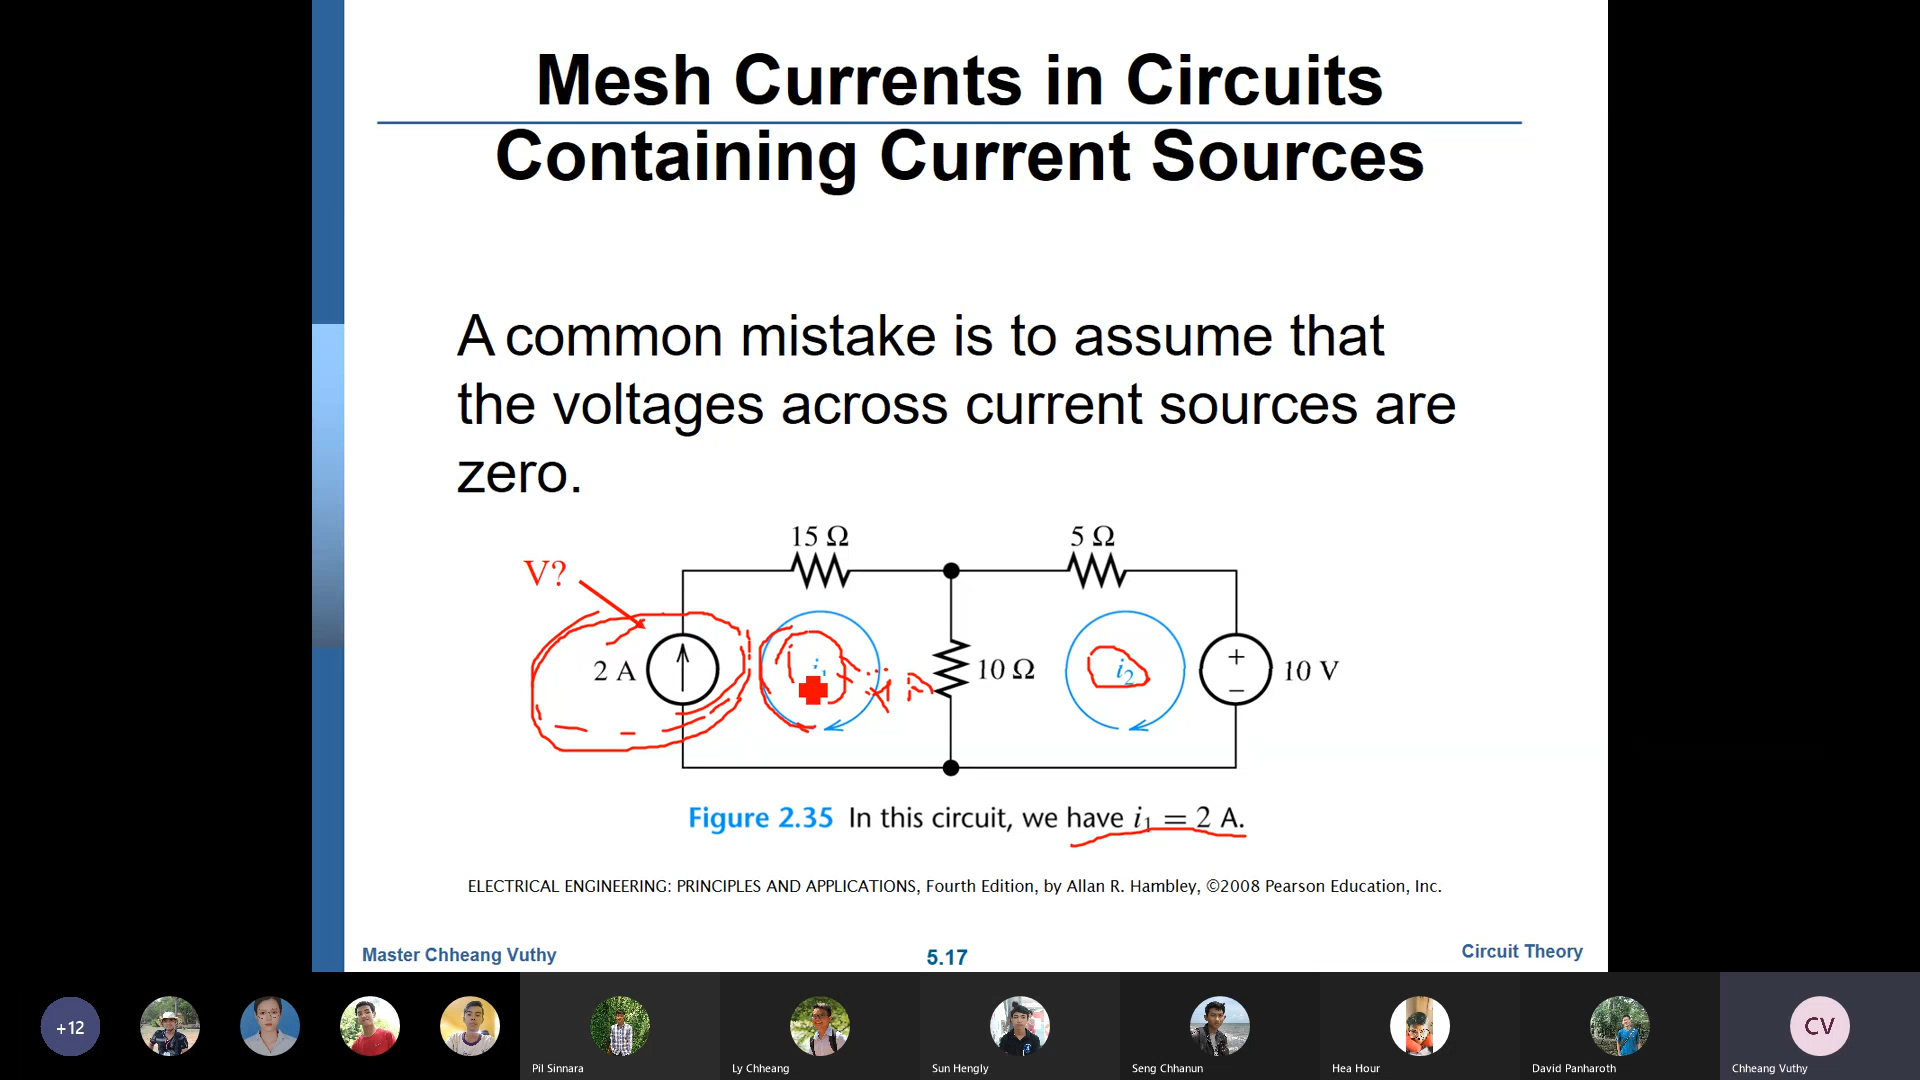 Mesh Currents in Circuits
Containing Current Sources
A common mistake is to assume that
the voltages across current sources are
zero.
15 Ω
5 Ω
V?
2 A
i₁
10 Ω
i₂
+
−
10 V
Figure 2.35 In this circuit, we have i₁ = 2 A.
ELECTRICAL ENGINEERING: PRINCIPLES AND APPLICATIONS, Fourth Edition, by Allan R. Hambley, ©2008 Pearson Education, Inc.
Master Chheang Vuthy
5.17
Circuit Theory
+12
CV
Pil Sinnara
Ly Chheang
Sun Hengly
Seng Chhanun
Hea Hour
David Panharoth
Chheang Vuthy